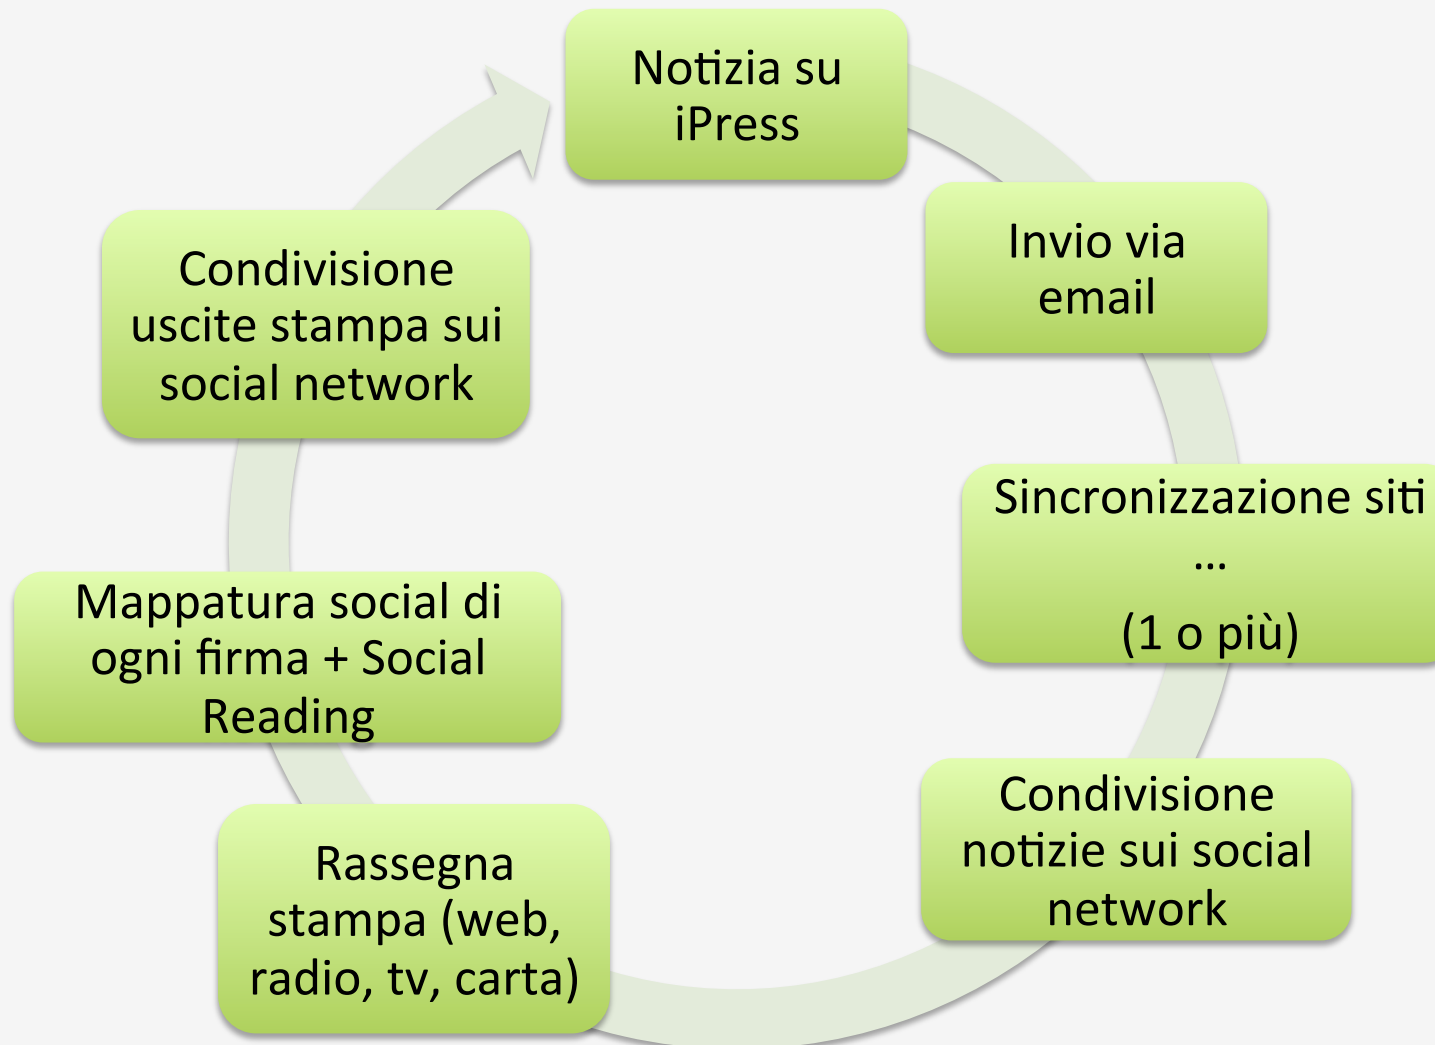 Notizia su
iPress
Invio via
email
Sincronizzazione siti
...
(1 o più)
Condivisione
notizie sui social
network
Rassegna
stampa (web,
radio, tv, carta)
Mappatura social di
ogni firma + Social
Reading
Condivisione
uscite stampa sui
social network